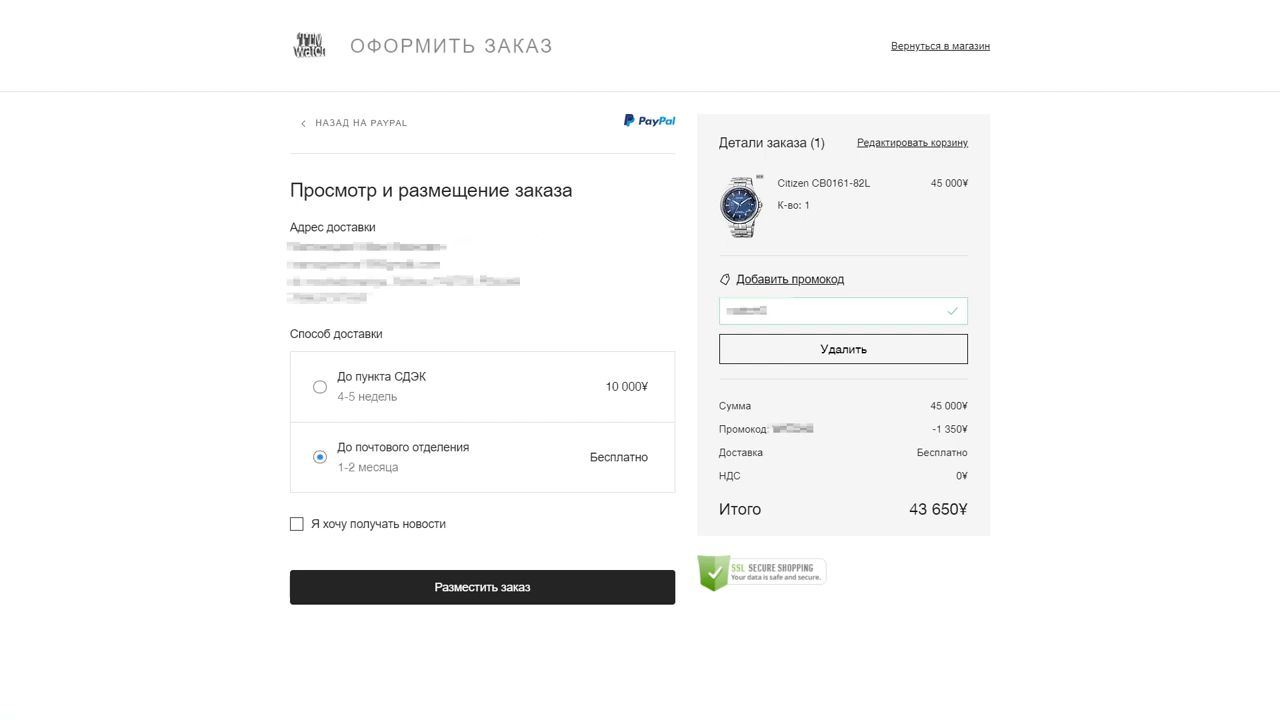 ОФОРМИТЬ ЗАКАЗ
Вернуться в магазин
НАЗАД НА PAYPAL
PayPal
Просмотр и размещение заказа
Адрес доставки
Способ доставки
До пункта СДЭК
4-5 недель
10 000¥
До почтового отделения
1-2 месяца
Бесплатно
Я хочу получать новости
Разместить заказ
Детали заказа (1)
Редактировать корзину
Citizen CB0161-82L
45 000¥
К-во: 1
Добавить промокод
Удалить
Сумма
45 000¥
Промокод:
-1 350¥
Доставка
Бесплатно
НДС
0¥
Итого
43 650¥
SSL SECURE SHOPPING
Your data is safe and secure.